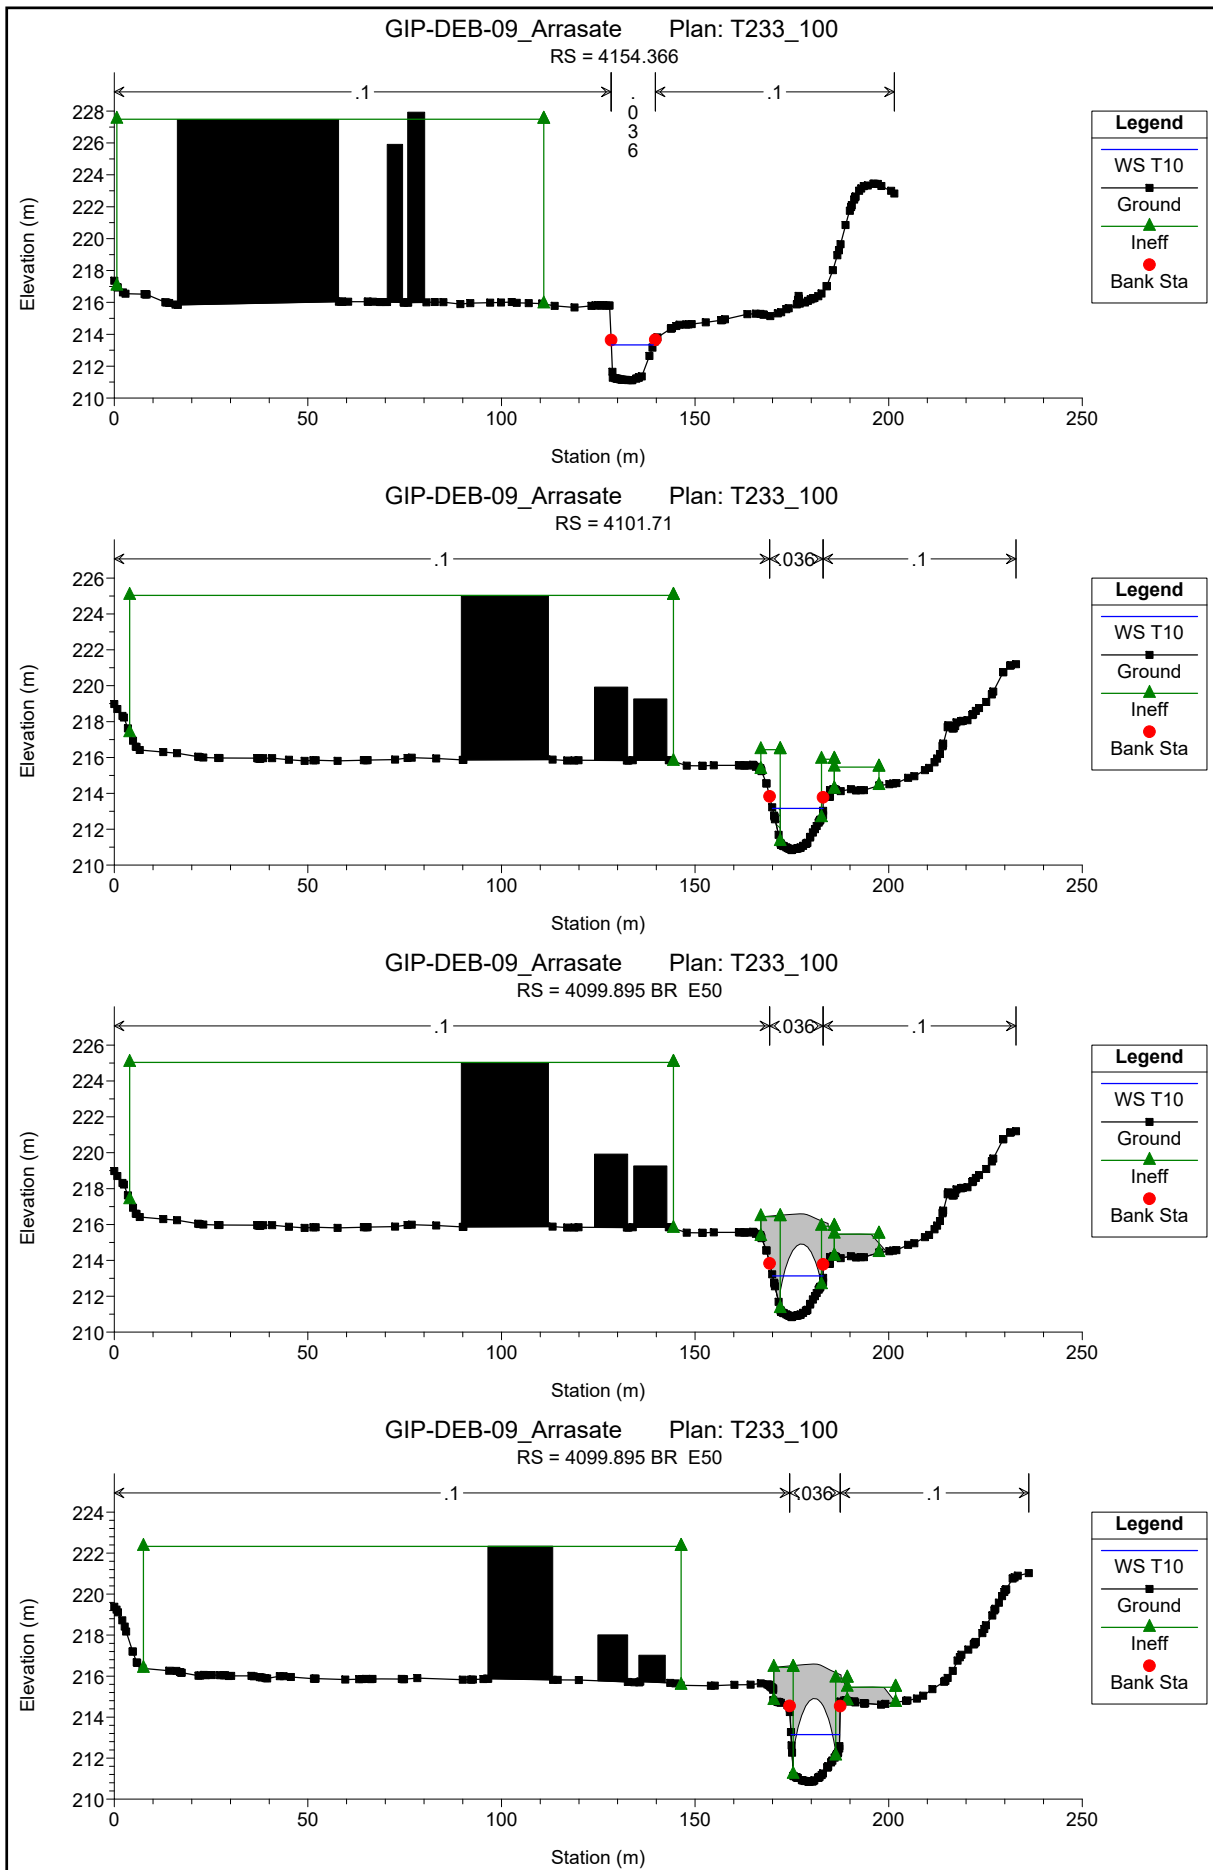 GIP-DEB-09_Arrasate Plan: T233_100
RS = 4154.366
.1 .036 .1
228
226
224
222
220
218
216
214
212
210
Elevation (m)
0 50 100 150 200 250
Station (m)
Legend
WS T10
Ground
Ineff
Bank Sta
GIP-DEB-09_Arrasate Plan: T233_100
RS = 4101.71
.1 .036 .1
226
224
222
220
218
216
214
212
210
Elevation (m)
0 50 100 150 200 250
Station (m)
Legend
WS T10
Ground
Ineff
Bank Sta
GIP-DEB-09_Arrasate Plan: T233_100
RS = 4099.895 BR E50
.1 .036 .1
226
224
222
220
218
216
214
212
210
Elevation (m)
0 50 100 150 200 250
Station (m)
Legend
WS T10
Ground
Ineff
Bank Sta
GIP-DEB-09_Arrasate Plan: T233_100
RS = 4099.895 BR E50
.1 .036 .1
224
222
220
218
216
214
212
210
Elevation (m)
0 50 100 150 200 250
Station (m)
Legend
WS T10
Ground
Ineff
Bank Sta